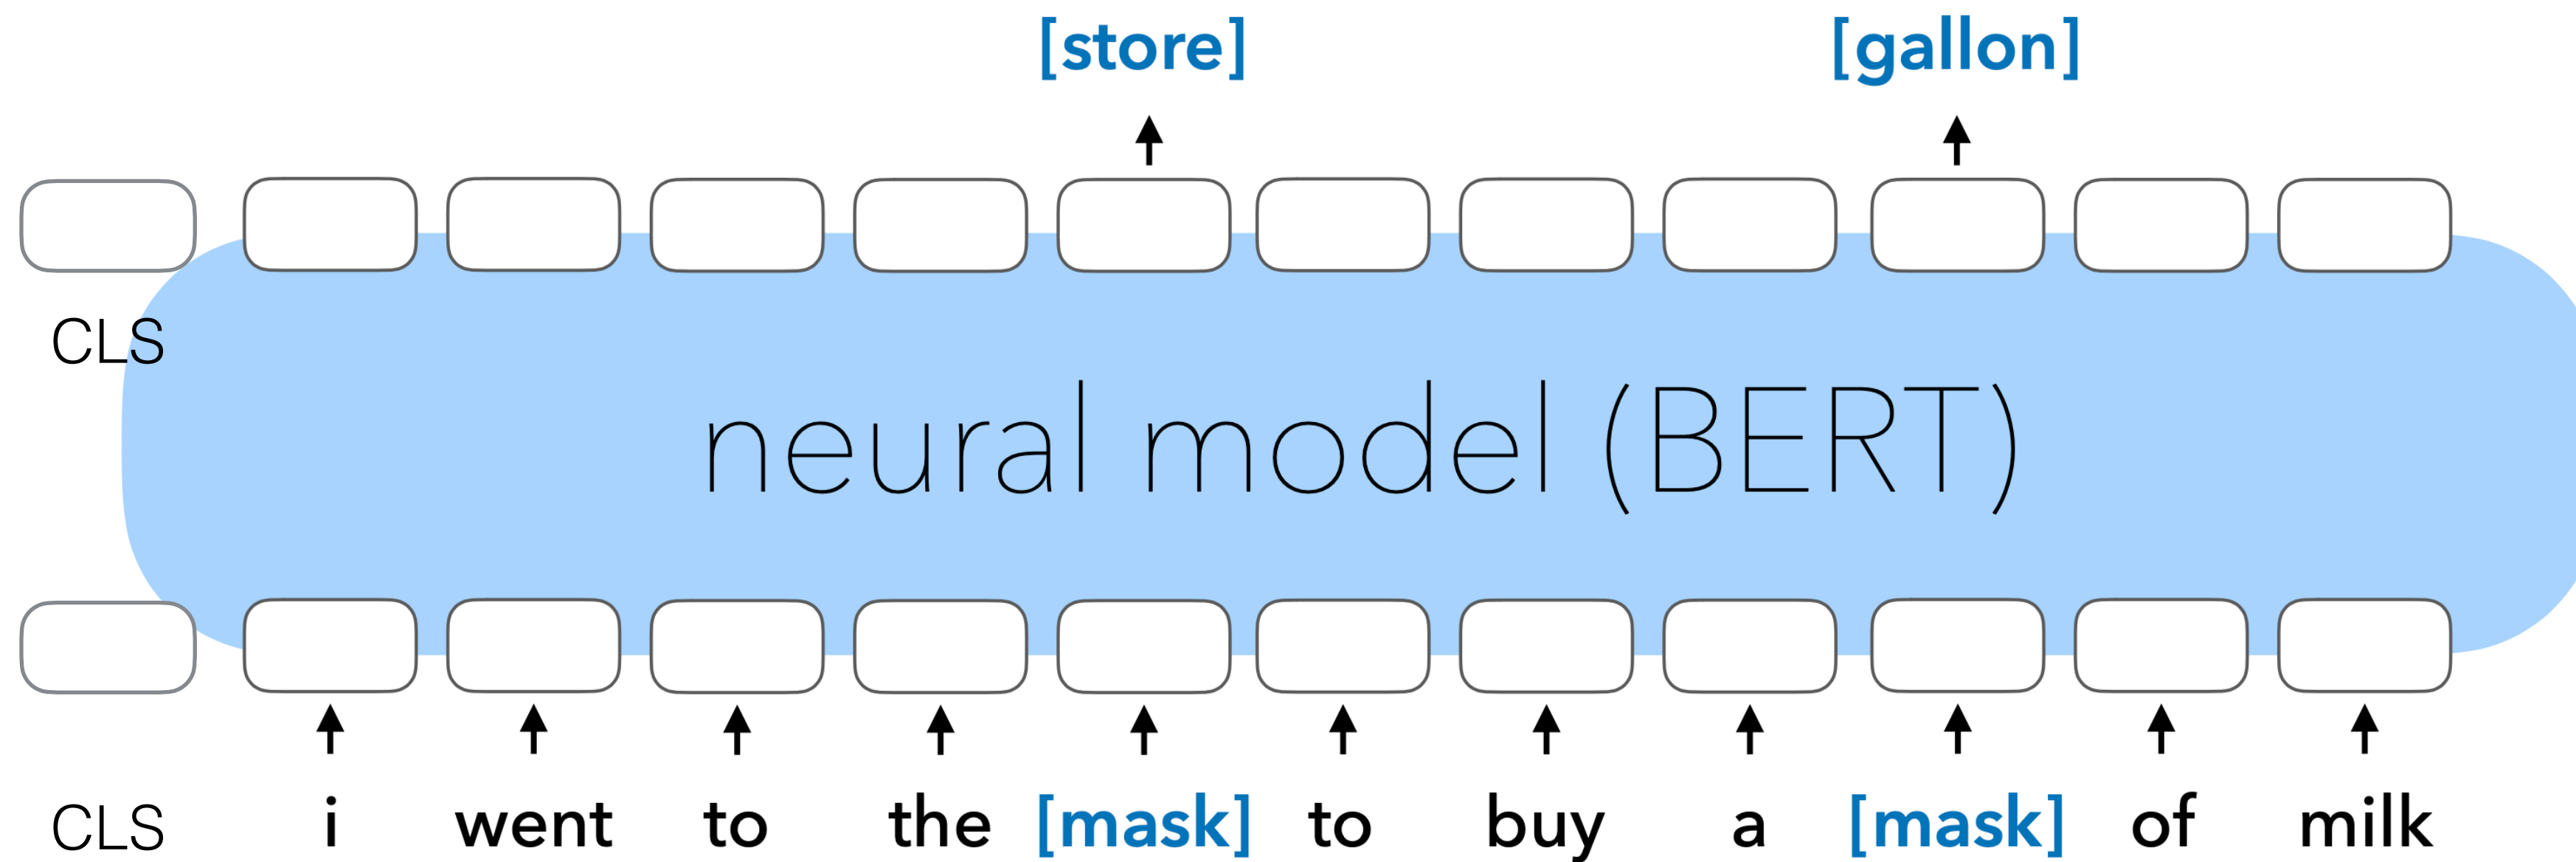 [store] [gallon]
CLS
neural model (BERT)
CLS i went to the [mask] to buy a [mask] of milk